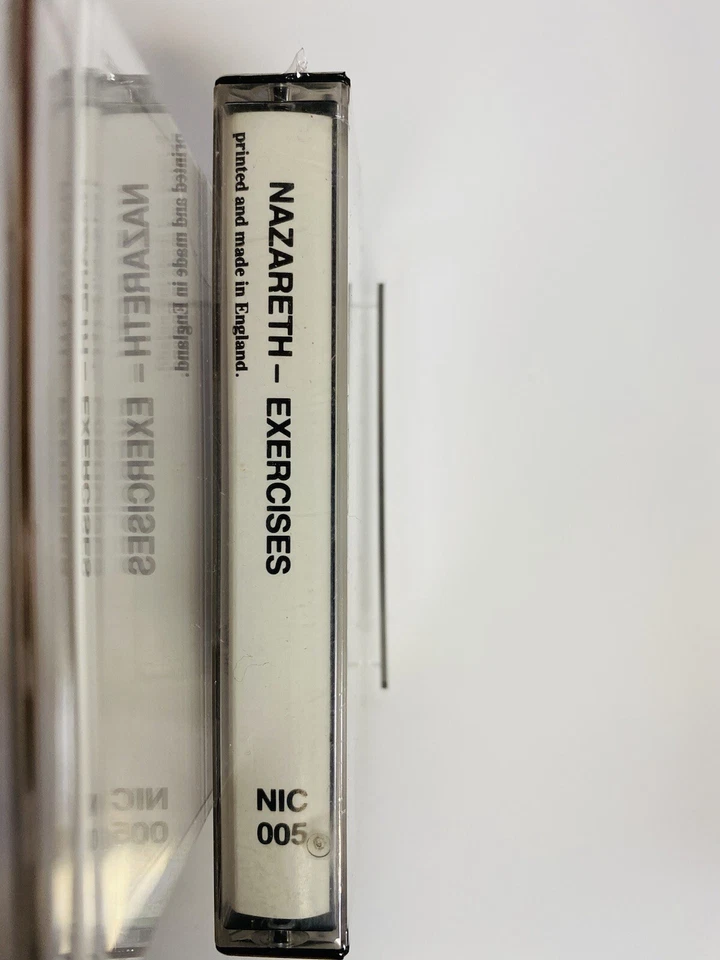 NAZARETH – EXERCISES
printed and made in England.
NIC
005